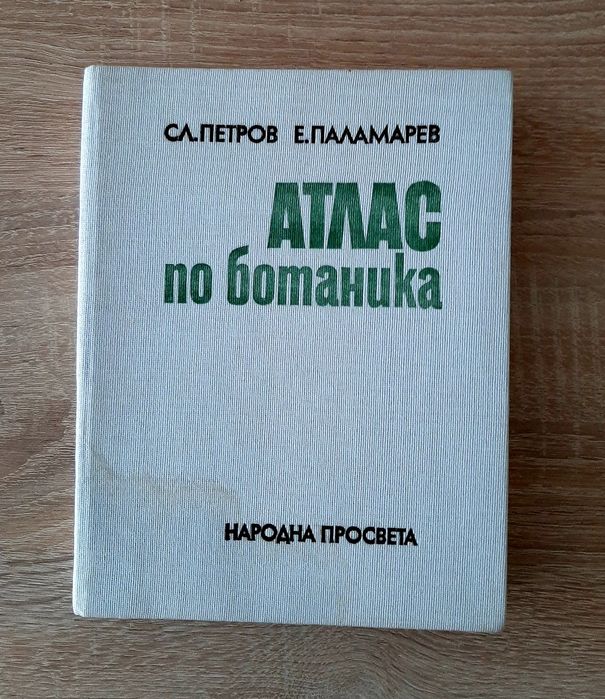 СЛ.ПЕТРОВ Е.ПАЛАМАРЕВ
АТЛАС
по ботаника
НАРОДНА ПРОСВЕТА